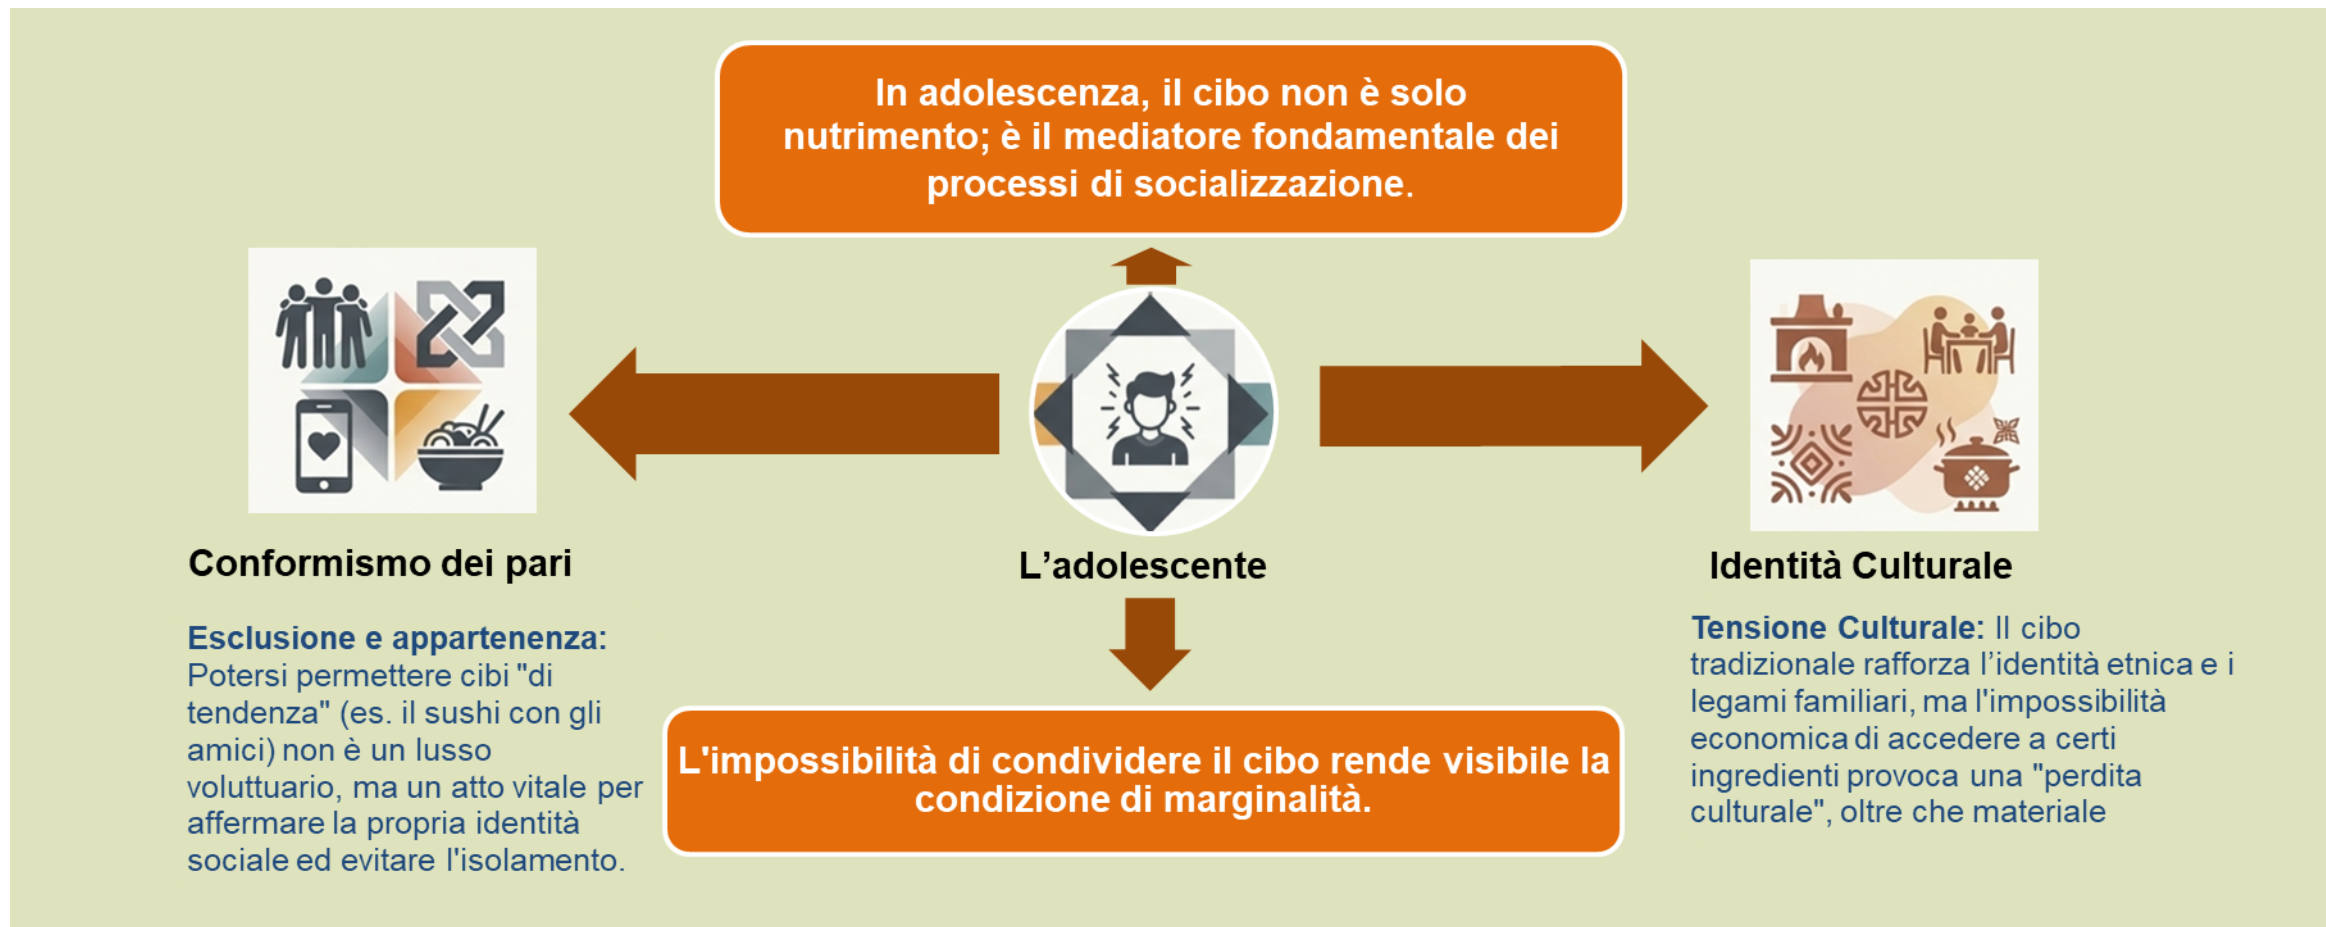 In adolescenza, il cibo non è solo
nutrimento; è il mediatore fondamentale dei
processi di socializzazione.
Conformismo dei pari
Esclusione e appartenenza:
Potersi permettere cibi "di
tendenza" (es. il sushi con gli
amici) non è un lusso
voluttuario, ma un atto vitale per
affermare la propria identità
sociale ed evitare l'isolamento.
L’adolescente
L'impossibilità di condividere il cibo rende visibile la
condizione di marginalità.
Identità Culturale
Tensione Culturale: Il cibo
tradizionale rafforza l’identità etnica e i
legami familiari, ma l'impossibilità
economica di accedere a certi
ingredienti provoca una "perdita
culturale", oltre che materiale